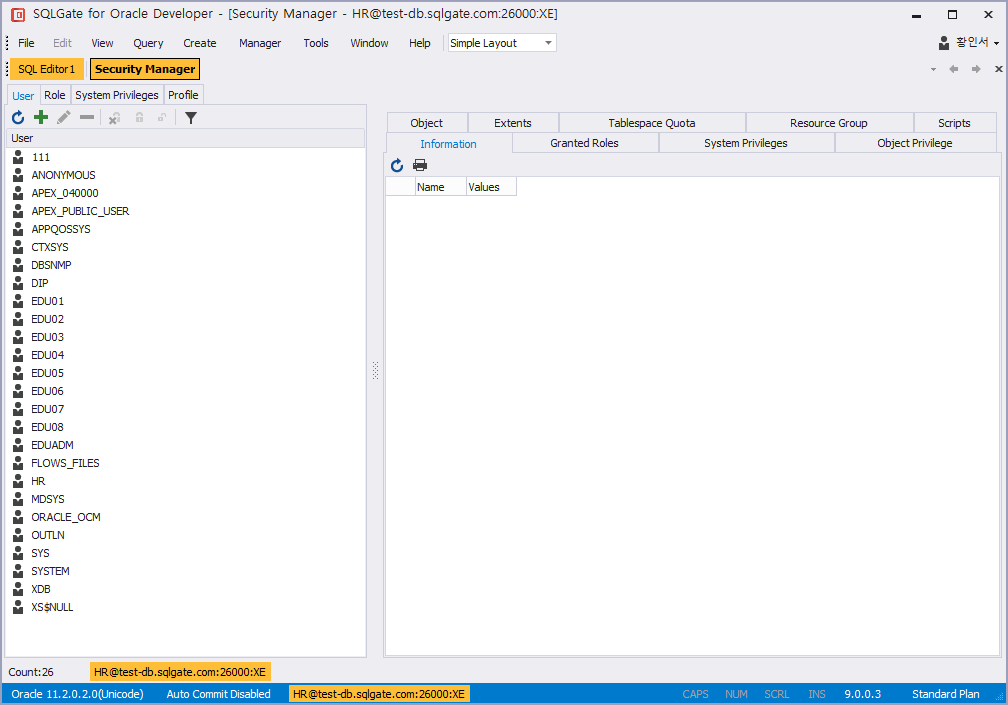 SQLGate for Oracle Developer - [Security Manager - HR@test-db.sqlgate.com:26000:XE]
File Edit View Query Create Manager Tools Window Help Simple Layout 황인서
SQL Editor1 Security Manager
User Role System Privileges Profile
User
111
ANONYMOUS
APEX_040000
APEX_PUBLIC_USER
APPQOSSYS
CTXSYS
DBSNMP
DIP
EDU01
EDU02
EDU03
EDU04
EDU05
EDU06
EDU07
EDU08
EDUADM
FLOWS_FILES
HR
MDSYS
ORACLE_OCM
OUTLN
SYS
SYSTEM
XDB
XS$NULL
Object Extents Tablespace Quota Resource Group Scripts
Information Granted Roles System Privileges Object Privilege
Name Values
Count:26 HR@test-db.sqlgate.com:26000:XE
Oracle 11.2.0.2.0(Unicode) Auto Commit Disabled HR@test-db.sqlgate.com:26000:XE CAPS NUM SCRL INS 9.0.0.3 Standard Plan